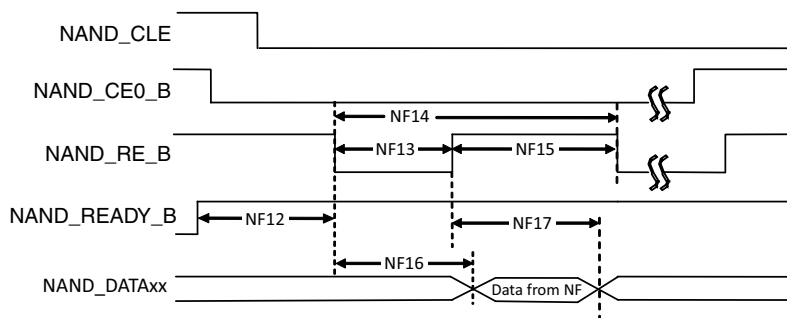 NAND_CLE
NAND_CE0_B
NF14
NAND_RE_B
NF13
NF15
NAND_READY_B
NF12
NF17
NF16
NAND_DATAxx
Data from NF